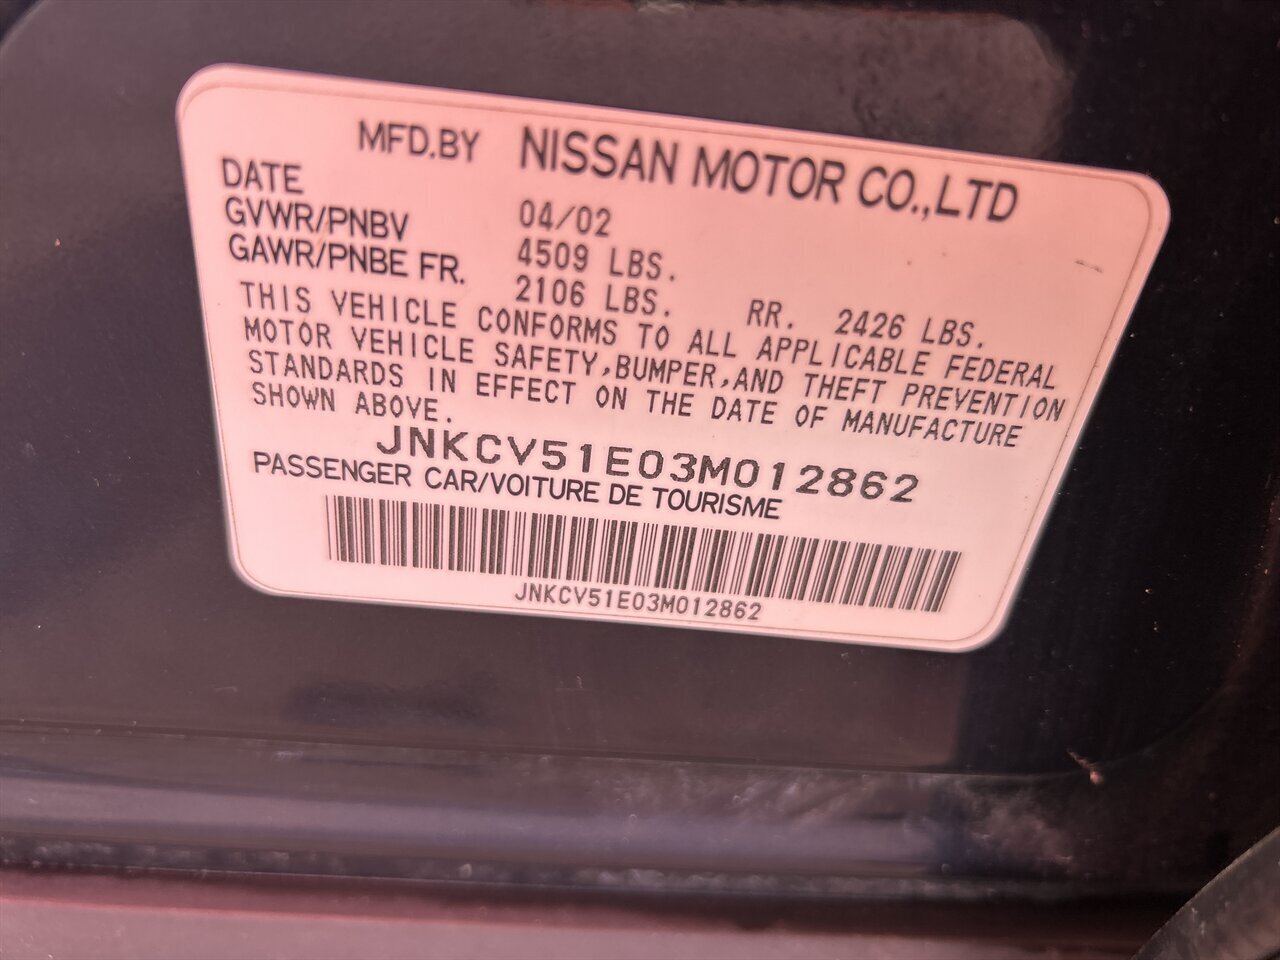 MFD.BY NISSAN MOTOR CO.,LTD
DATE 04/02
GVWR/PNBV 4509 LBS.
GAWR/PNBE FR. 2106 LBS. RR. 2426 LBS.
THIS VEHICLE CONFORMS TO ALL APPLICABLE FEDERAL
MOTOR VEHICLE SAFETY,BUMPER,AND THEFT PREVENTION
STANDARDS IN EFFECT ON THE DATE OF MANUFACTURE
SHOWN ABOVE.
JNKCV51E03M012862
PASSENGER CAR/VOITURE DE TOURISME
JNKCV51E03M012862